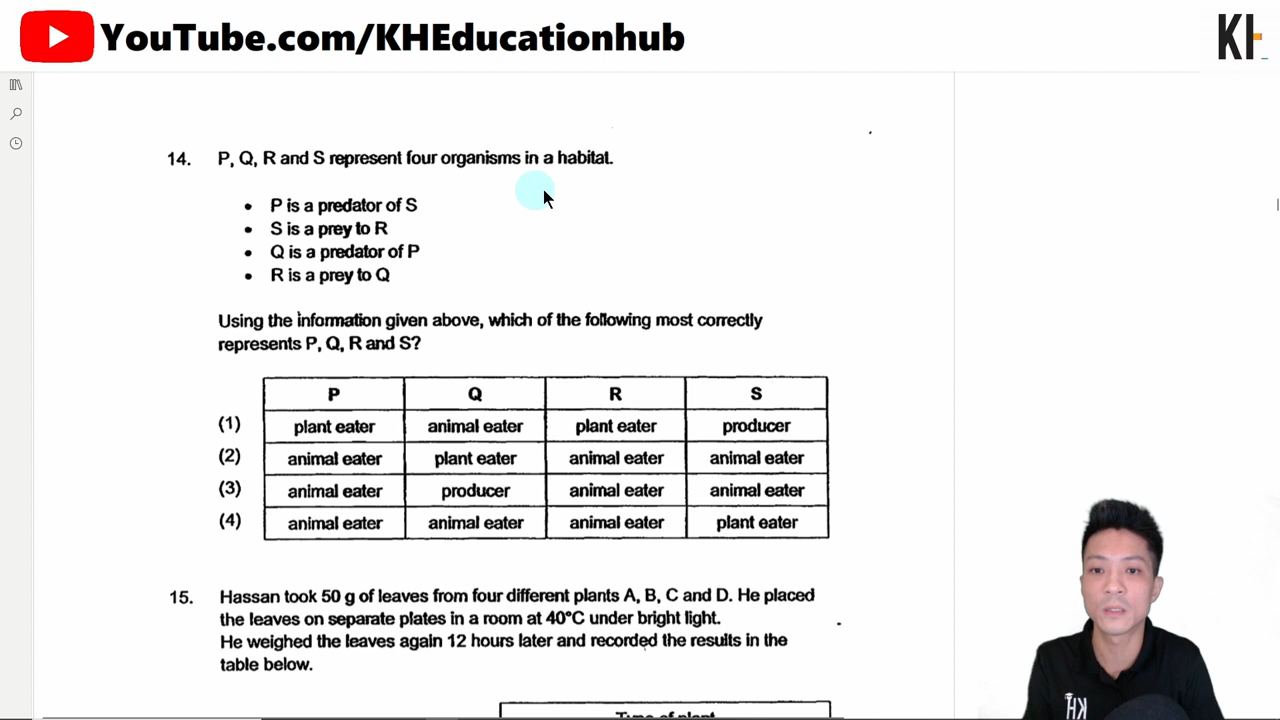 YouTube.com/KHEducationhub
KH
14. P, Q, R and S represent four organisms in a habitat.
• P is a predator of S
• S is a prey to R
• Q is a predator of P
• R is a prey to Q
Using the information given above, which of the following most correctly
represents P, Q, R and S?
P Q R S
(1) plant eater animal eater plant eater producer
(2) animal eater plant eater animal eater animal eater
(3) animal eater producer animal eater animal eater
(4) animal eater animal eater animal eater plant eater
15. Hassan took 50 g of leaves from four different plants A, B, C and D. He placed
the leaves on separate plates in a room at 40°C under bright light.
He weighed the leaves again 12 hours later and recorded the results in the
table below.
Type of plant
KH